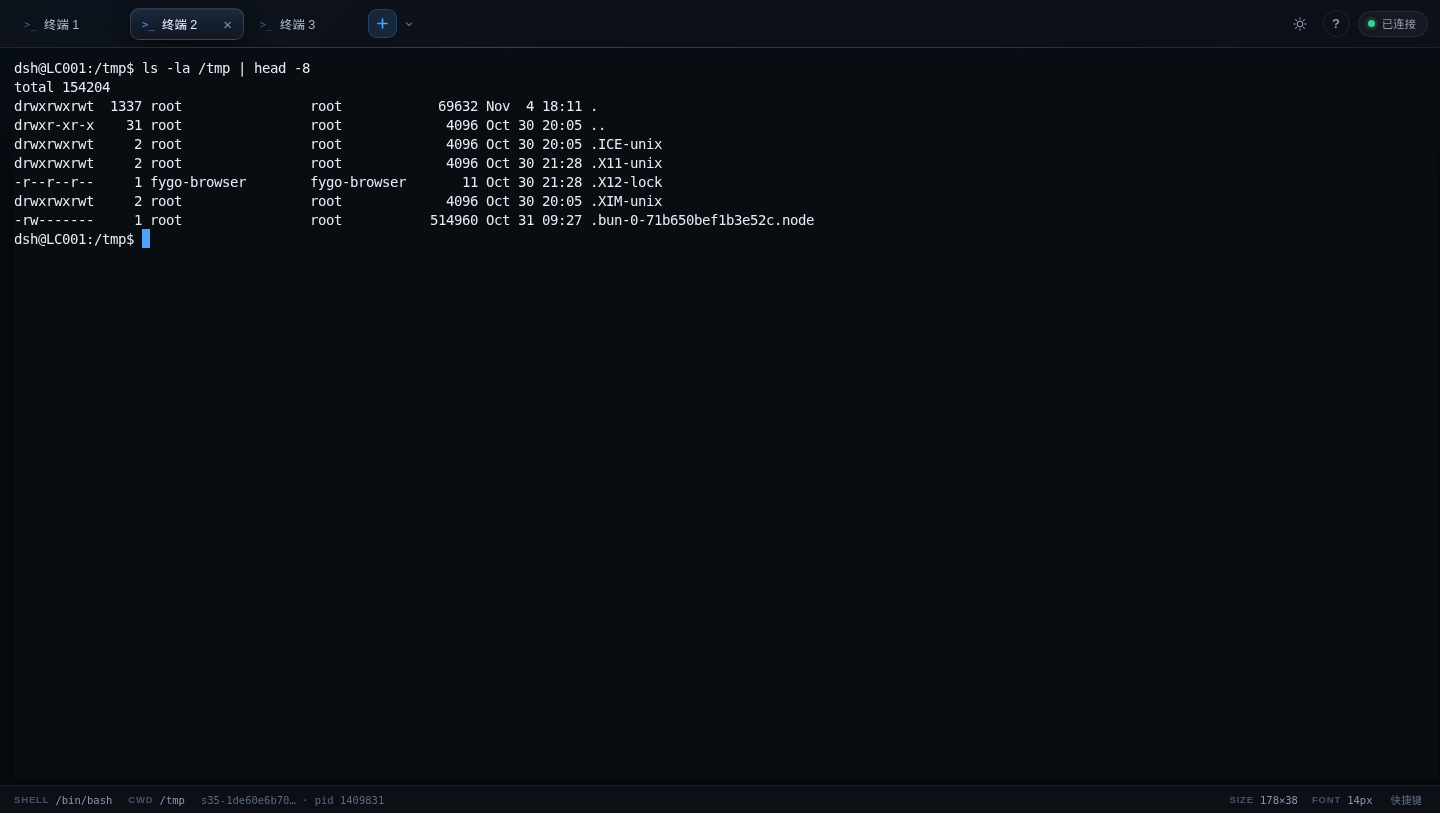 >_ 终端 1 >_ 终端 2 × >_ 终端 3 + ? 已连接
dsh@LC001:/tmp$ ls -la /tmp | head -8
total 154204
drwxrwxrwt  1337 root                root            69632 Nov  4 18:11 .
drwxr-xr-x    31 root                root             4096 Oct 30 20:05 ..
drwxrwxrwt     2 root                root             4096 Oct 30 20:05 .ICE-unix
drwxrwxrwt     2 root                root             4096 Oct 30 21:28 .X11-unix
-r--r--r--     1 fygo-browser        fygo-browser       11 Oct 30 21:28 .X12-lock
drwxrwxrwt     2 root                root             4096 Oct 30 20:05 .XIM-unix
-rw-------     1 root                root           514960 Oct 31 09:27 .bun-0-71b650bef1b3e52c.node
dsh@LC001:/tmp$
SHELL /bin/bash CWD /tmp s35-1de60e6b70… · pid 1409831 SIZE 178×38 FONT 14px 快捷键